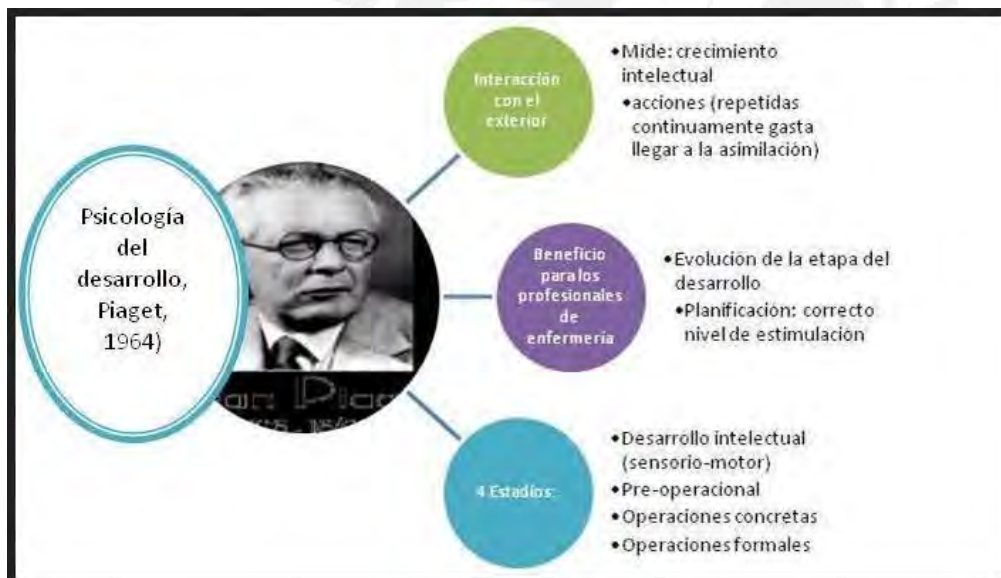 Psicología
del
desarrollo,
Piaget,
1964)
Interacción
con el
exterior
•Mide: crecimiento
intelectual
•acciones (repetidas
continuamente gasta
llegar a la asimilación)
Beneficio
para los
profesionales
de
enfermería
•Evolución de la etapa del
desarrollo
•Planificación: correcto
nivel de estimulación
4 Estadíos:
•Desarrollo intelectual
(sensorio-motor)
•Pre-operacional
•Operaciones concretas
•Operaciones formales